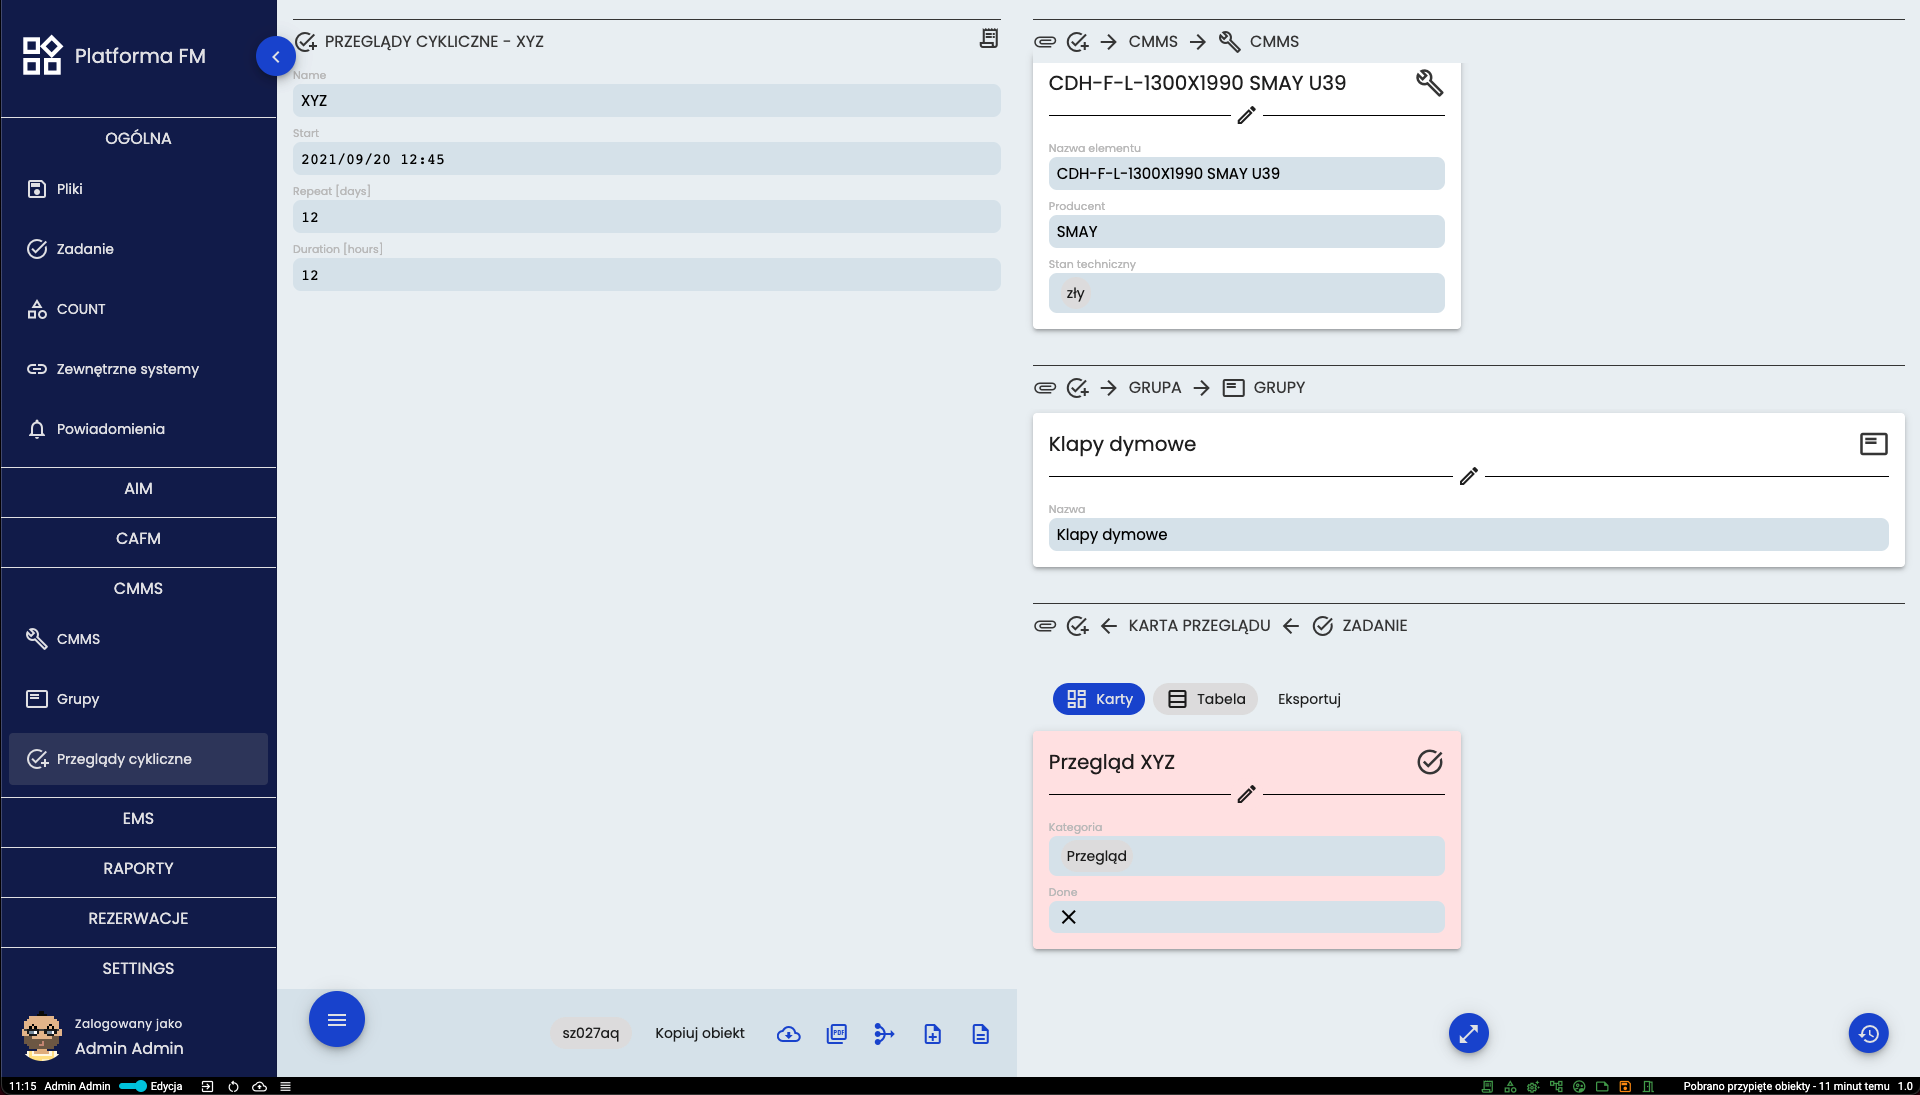 Platforma FM
OGÓLNA
Pliki
Zadanie
COUNT
Zewnętrzne systemy
Powiadomienia
AIM
CAFM
CMMS
CMMS
Grupy
Przeglądy cykliczne
EMS
RAPORTY
REZERWACJE
SETTINGS
Zalogowany jako
Admin Admin
PRZEGLĄDY CYKLICZNE - XYZ
Name
XYZ
Start
2021/09/20 12:45
Repeat [days]
12
Duration [hours]
12
sz027aq
Kopiuj obiekt
PDF
CMMS
CMMS
CDH-F-L-1300X1990 SMAY U39
Nazwa elementu
CDH-F-L-1300X1990 SMAY U39
Producent
SMAY
Stan techniczny
zły
GRUPA
GRUPY
Klapy dymowe
Nazwa
Klapy dymowe
KARTA PRZEGLĄDU
ZADANIE
Karty
Tabela
Eksportuj
Przegląd XYZ
Kategoria
Przegląd
Done
11:15
Admin Admin
Edycja
Pobrano przypięte obiekty - 11 minut temu
1.0